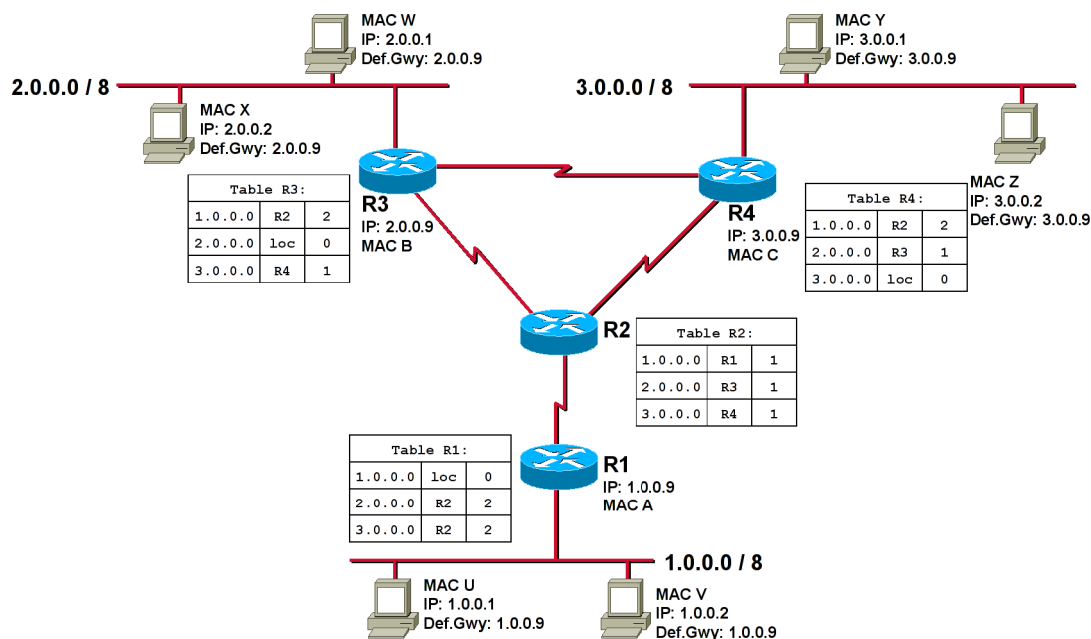 MAC W
IP: 2.0.0.1
Def.Gwy: 2.0.0.9
MAC Y
IP: 3.0.0.1
Def.Gwy: 3.0.0.9
2.0.0.0 / 8
3.0.0.0 / 8
MAC X
IP: 2.0.0.2
Def.Gwy: 2.0.0.9
MAC Z
IP: 3.0.0.2
Def.Gwy: 3.0.0.9
R3
IP: 2.0.0.9
MAC B
R4
IP: 3.0.0.9
MAC C
Table R3:
1.0.0.0 R2 2
2.0.0.0 loc 0
3.0.0.0 R4 1
Table R4:
1.0.0.0 R2 2
2.0.0.0 R3 1
3.0.0.0 loc 0
R2
Table R2:
1.0.0.0 R1 1
2.0.0.0 R3 1
3.0.0.0 R4 1
Table R1:
1.0.0.0 loc 0
2.0.0.0 R2 2
3.0.0.0 R2 2
R1
IP: 1.0.0.9
MAC A
1.0.0.0 / 8
MAC U
IP: 1.0.0.1
Def.Gwy: 1.0.0.9
MAC V
IP: 1.0.0.2
Def.Gwy: 1.0.0.9